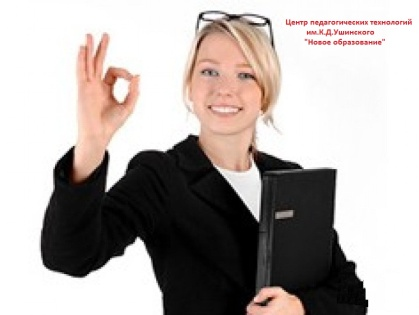 Центр педагогических технологий
им.К.Д.Ушинского
"Новое образование"